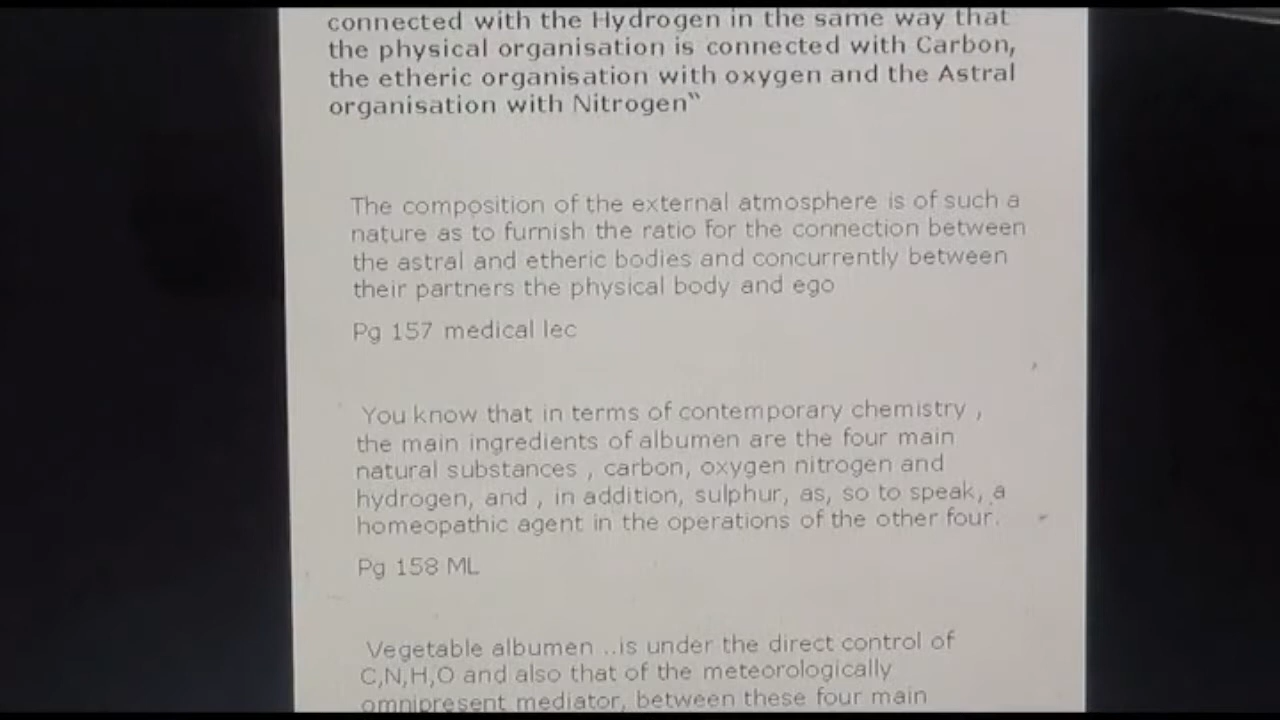 connected with the Hydrogen in the same way that
the physical organisation is connected with Carbon,
the etheric organisation with oxygen and the Astral
organisation with Nitrogen"
The composition of the external atmosphere is of such a
nature as to furnish the ratio for the connection between
the astral and etheric bodies and concurrently between
their partners the physical body and ego
Pg 157 medical lec
You know that in terms of contemporary chemistry ,
the main ingredients of albumen are the four main
natural substances , carbon, oxygen nitrogen and
hydrogen, and , in addition, sulphur, as, so to speak, a
homeopathic agent in the operations of the other four.
Pg 158 ML
Vegetable albumen ..is under the direct control of
C,N,H,O and also that of the meteorologically
omnipresent mediator, between these four main